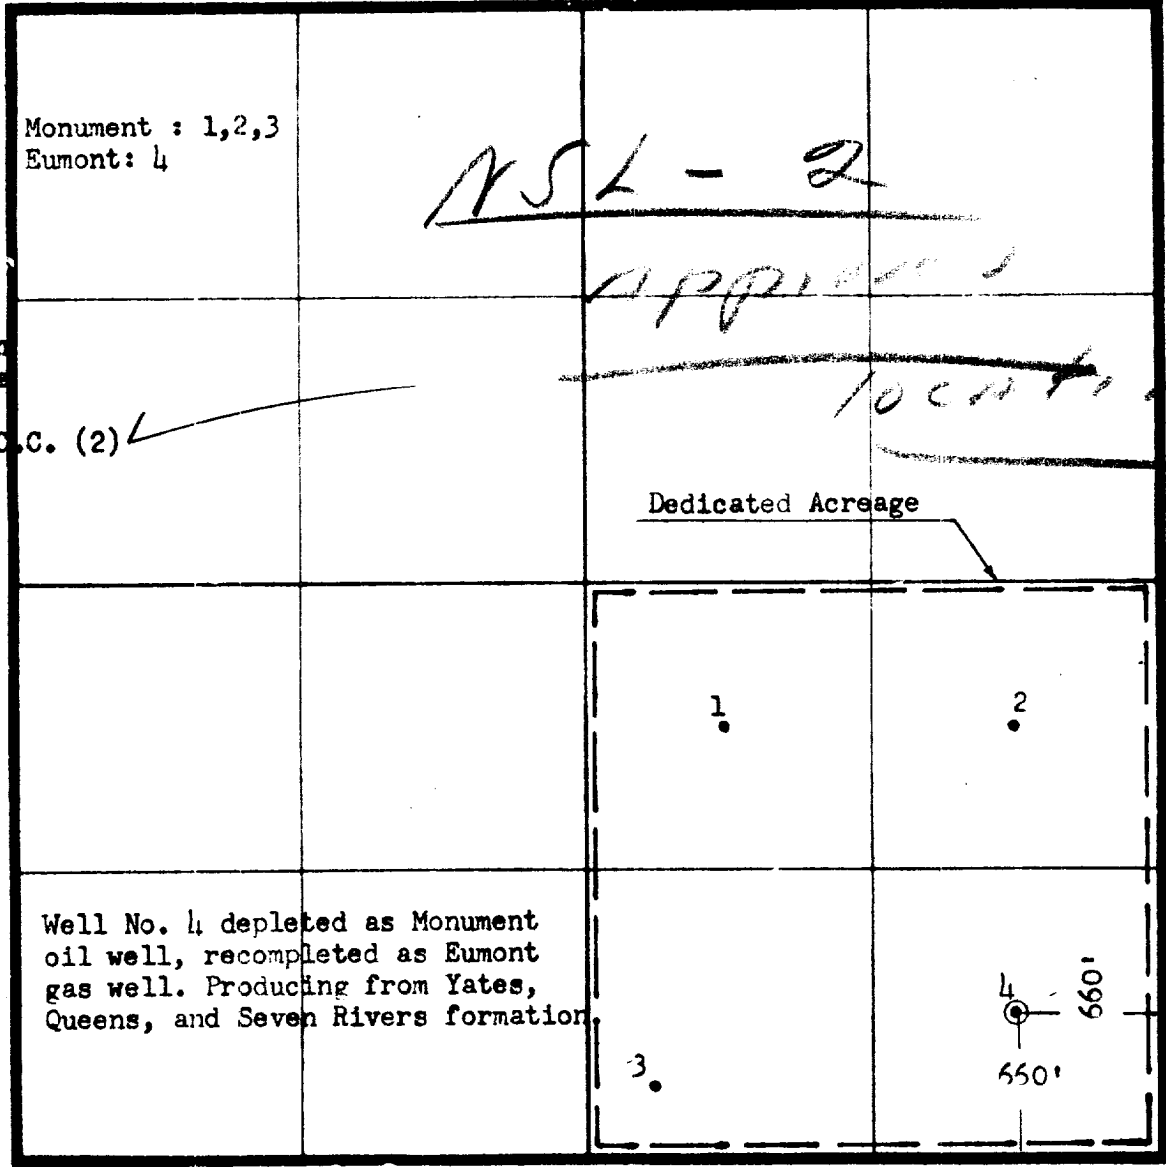 Monument : 1,2,3
Eumont: 4
NSL - 2
C.C. (2)
Dedicated Acreage
1
2
Well No. 4 depleted as Monument
oil well, recompleted as Eumont
gas well. Producing from Yates,
Queens, and Seven Rivers formation.
4
660'
660'
3